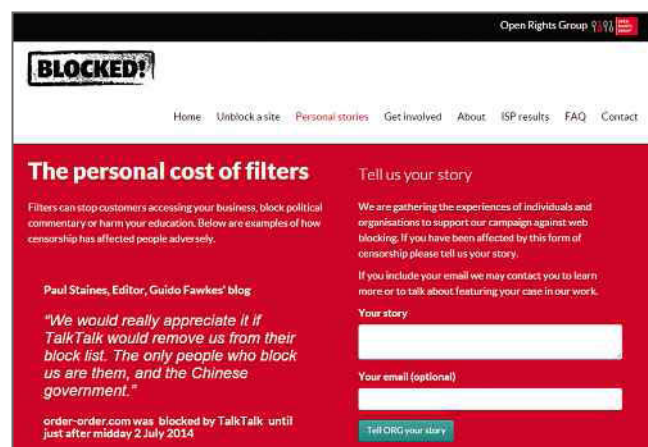 Open Rights Group
BLOCKED!
Home Unblock a site Personal stories Get involved About ISP results FAQ Contact
The personal cost of filters
Filters can stop customers accessing your business, block political
commentary or harm your education. Below are examples of how
censorship has affected people adversely.
Paul Staines, Editor, Guido Fawkes' blog
"We would really appreciate it if
TalkTalk would remove us from their
block list. The only people who block
us are them, and the Chinese
government."
order-order.com was blocked by TalkTalk until
just after midday 2 July 2014
Tell us your story
We are gathering the experiences of individuals and
organisations to support our campaign against web
blocking. If you have been affected by this form of
censorship please tell us your story.
If you include your email we may contact you to learn
more or to talk about featuring your case in our work.
Your story
Your email (optional)
Tell ORG your story